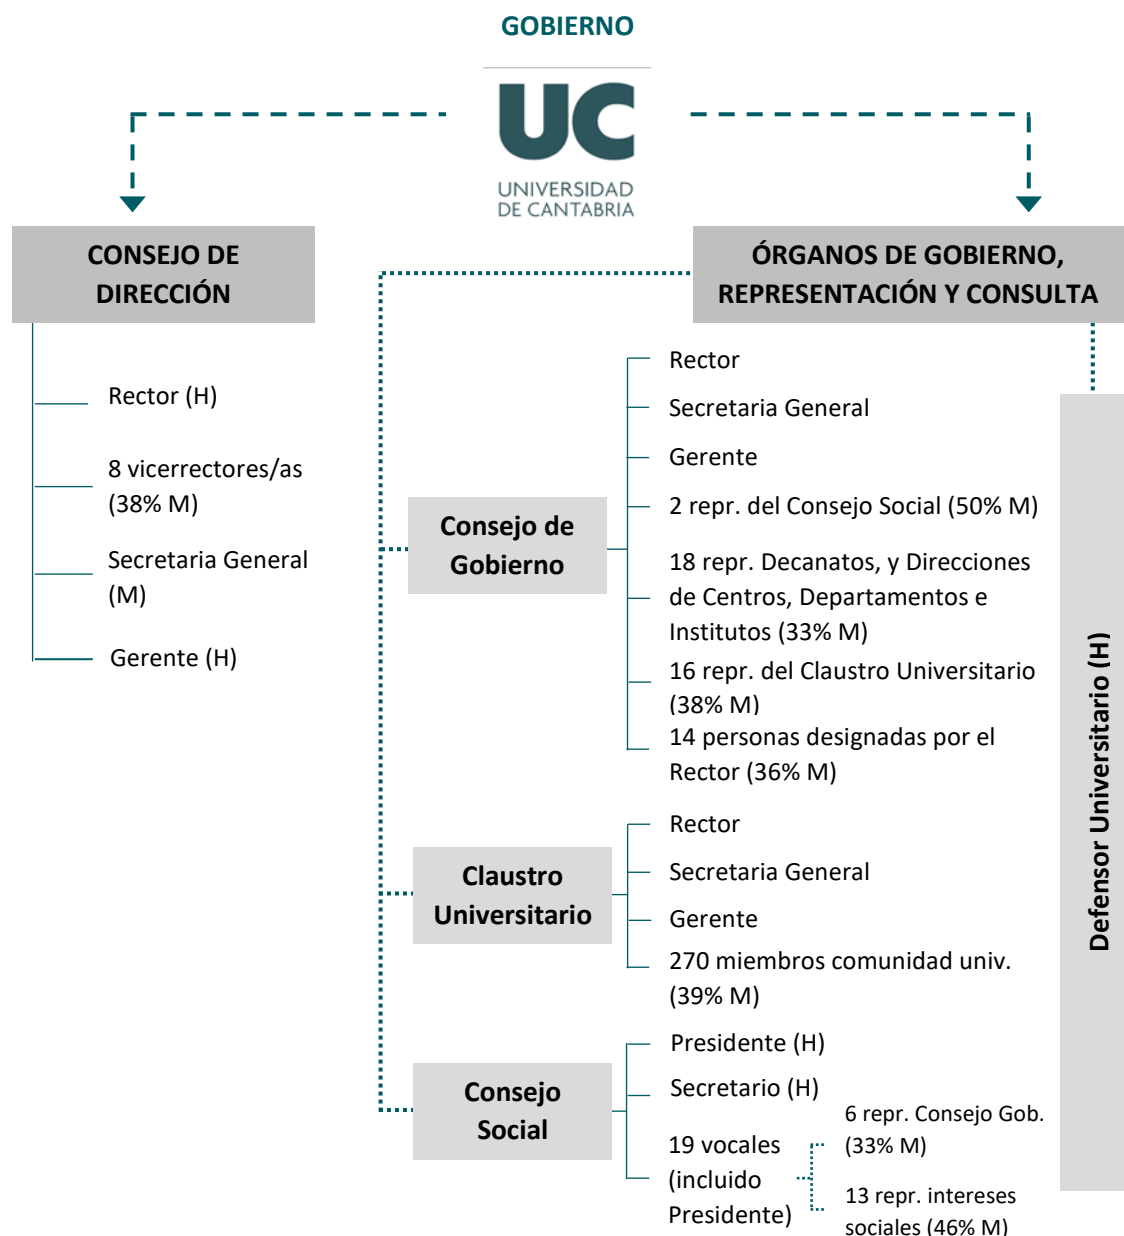 GOBIERNO
UC
UNIVERSIDAD
DE CANTABRIA
CONSEJO DE
DIRECCIÓN
Rector (H)
8 vicerrectores/as
(38% M)
Secretaria General
(M)
Gerente (H)
ÓRGANOS DE GOBIERNO,
REPRESENTACIÓN Y CONSULTA
Consejo de
Gobierno
Rector
Secretaria General
Gerente
2 repr. del Consejo Social (50% M)
18 repr. Decanatos, y Direcciones
de Centros, Departamentos e
Institutos (33% M)
16 repr. del Claustro Universitario
(38% M)
14 personas designadas por el
Rector (36% M)
Claustro
Universitario
Rector
Secretaria General
Gerente
270 miembros comunidad univ.
(39% M)
Consejo
Social
Presidente (H)
Secretario (H)
19 vocales
(incluido
Presidente)
6 repr. Consejo Gob.
(33% M)
13 repr. intereses
sociales (46% M)
Defensor Universitario (H)